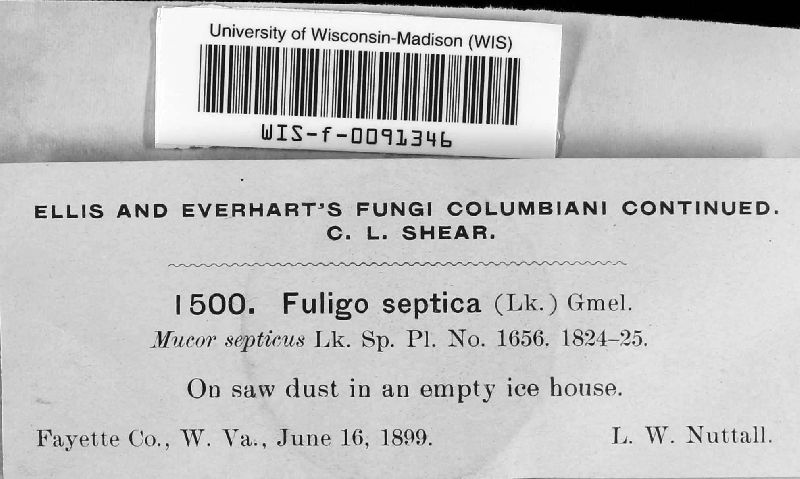 University of Wisconsin-Madison (WIS)
WIS-f-0091346
ELLIS AND EVERHART'S FUNGI COLUMBIANI CONTINUED.
C. L. SHEAR.
1500. Fuligo septica (Lk.) Gmel.
Mucor septicus Lk. Sp. Pl. No. 1656. 1824-25.
On saw dust in an empty ice house.
Fayette Co., W. Va., June 16, 1899. L. W. Nuttall.